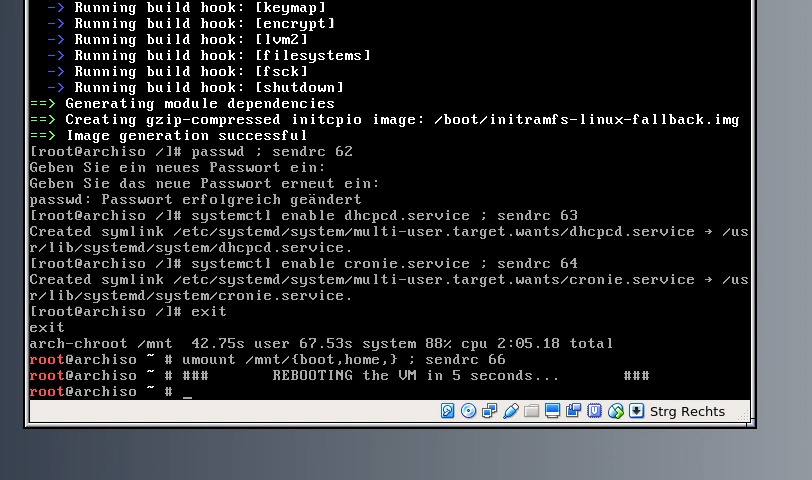 -> Running build hook: [keymap]
-> Running build hook: [encrypt]
-> Running build hook: [lvm2]
-> Running build hook: [filesystems]
-> Running build hook: [fsck]
-> Running build hook: [shutdown]
==> Generating module dependencies
==> Creating gzip-compressed initcpio image: /boot/initramfs-linux-fallback.img
==> Image generation successful
[root@archiso /]# passwd ; sendrc 62
Geben Sie ein neues Passwort ein:
Geben Sie das neue Passwort erneut ein:
passwd: Passwort erfolgreich geändert
[root@archiso /]# systemctl enable dhcpcd.service ; sendrc 63
Created symlink /etc/systemd/system/multi-user.target.wants/dhcpcd.service → /us
r/lib/systemd/system/dhcpcd.service.
[root@archiso /]# systemctl enable cronie.service ; sendrc 64
Created symlink /etc/systemd/system/multi-user.target.wants/cronie.service → /us
r/lib/systemd/system/cronie.service.
[root@archiso /]# exit
exit
arch-chroot /mnt  42.75s user 67.53s system 88% cpu 2:05.18 total
root@archiso ~ # umount /mnt/{boot,home,} ; sendrc 66
root@archiso ~ # ###       REBOOTING the VM in 5 seconds...       ###
root@archiso ~ # _
Strg Rechts